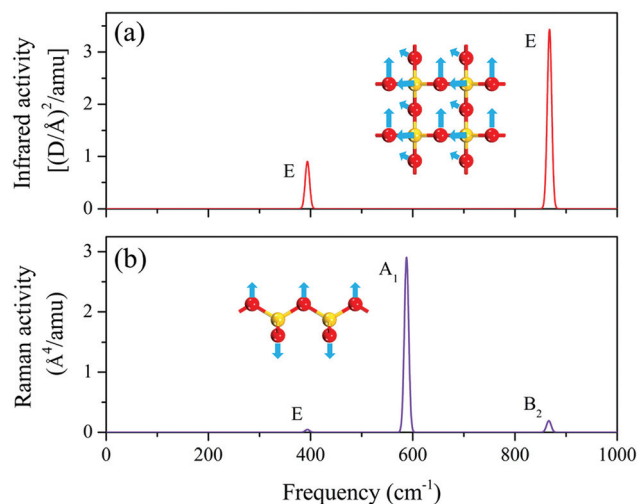 (a)
E
E
Infrared activity
[(D/Å)²/amu]
3
2
1
0
(b)
A₁
E
B₂
Raman activity
(Å⁴/amu)
3
2
1
0
0 200 400 600 800 1000
Frequency (cm⁻¹)